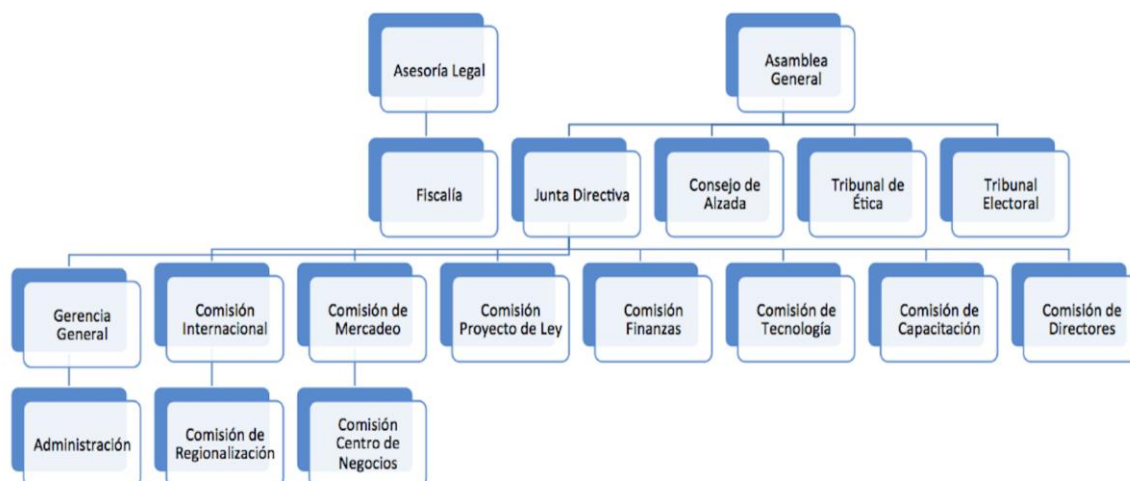 Asesoría Legal
Asamblea
General
Fiscalía
Junta Directiva
Consejo de
Alzada
Tribunal de
Ética
Tribunal
Electoral
Gerencia
General
Comisión
Internacional
Comisión de
Mercadeo
Comisión
Proyecto de Ley
Comisión
Finanzas
Comisión de
Tecnología
Comisión de
Capacitación
Comisión de
Directores
Administración
Comisión de
Regionalización
Comisión
Centro de
Negocios